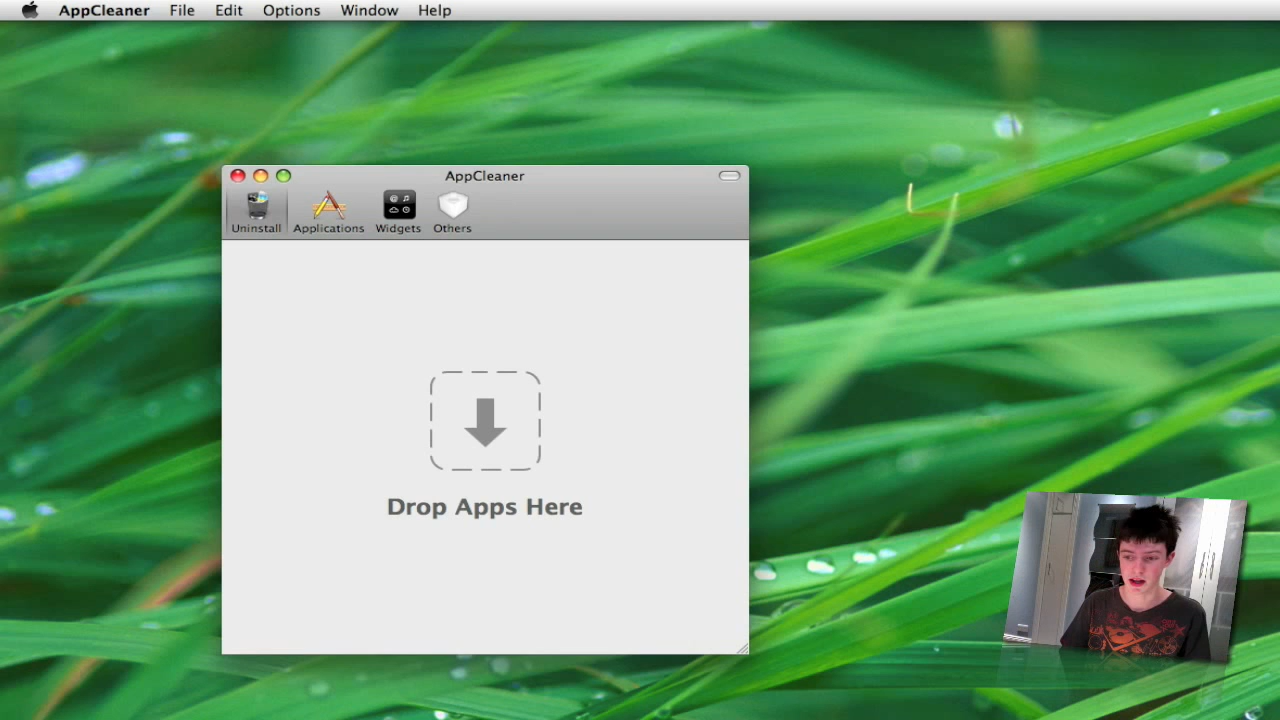 AppCleaner File Edit Options Window Help
AppCleaner
Uninstall Applications Widgets Others
Drop Apps Here